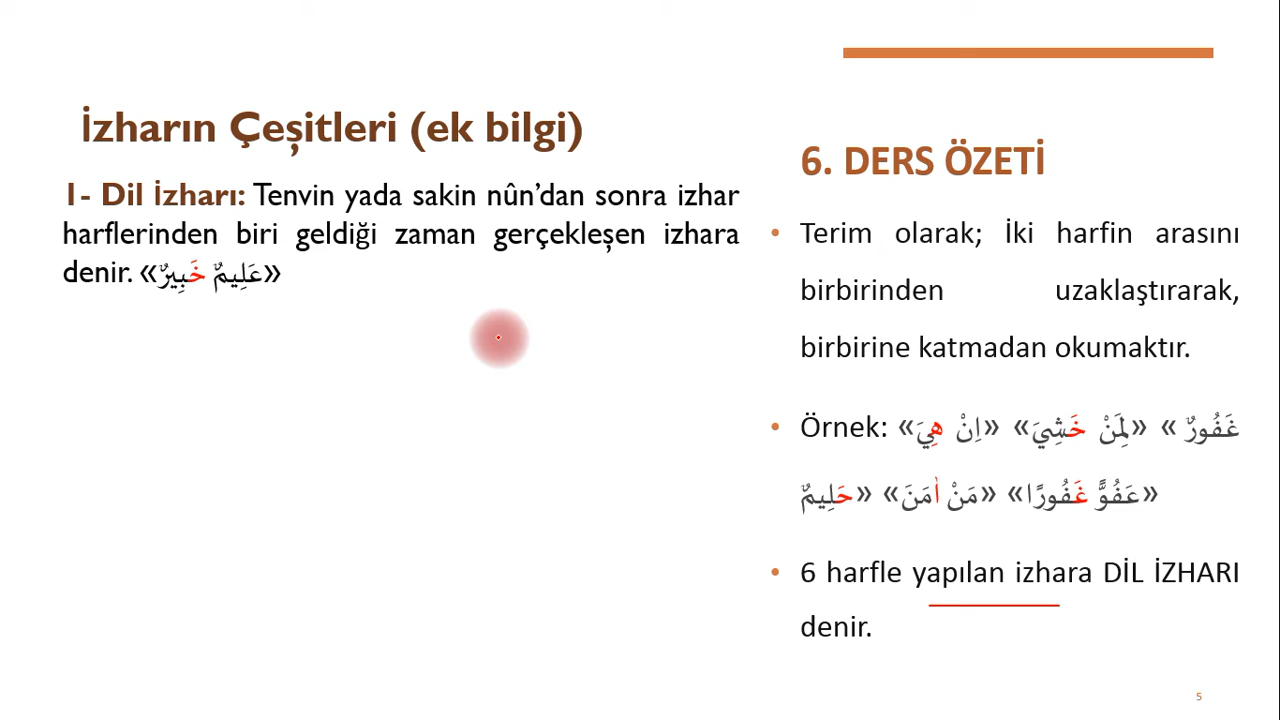 İzharın Çeşitleri (ek bilgi)
1- Dil İzharı: Tenvin yada sakin nûn’dan sonra izhar
harflerinden biri geldiği zaman gerçekleşen izhara
denir. «عَلِيمٌ خَبِيرٌ»
6. DERS ÖZETİ
• Terim olarak; İki harfin arasını
birbirinden uzaklaştırarak,
birbirine katmadan okumaktır.
• Örnek: «اِنْ هِيَ» «لِمَنْ خَشِيَ» «غَفُورٌ
حَلِيمٌ» «مَنْ اٰمَنَ» «عَفُوًّ غَفُورًا»
• 6 harfle yapılan izhara DİL İZHARI
denir.
5